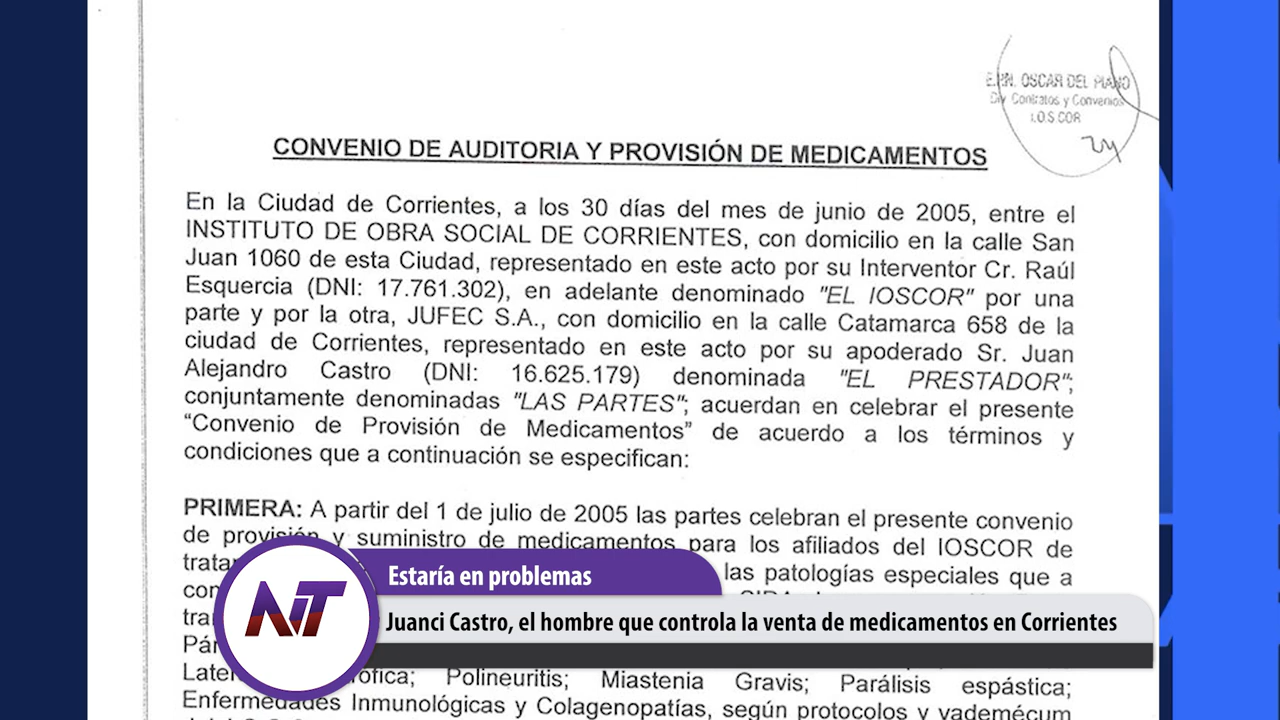 E.P.N. OSCAR DEL PIANO
Div Contratos y Convenios
I.O.S.COR
CONVENIO DE AUDITORIA Y PROVISIÓN DE MEDICAMENTOS
En la Ciudad de Corrientes, a los 30 días del mes de junio de 2005, entre el
INSTITUTO DE OBRA SOCIAL DE CORRIENTES, con domicilio en la calle San
Juan 1060 de esta Ciudad, representado en este acto por su Interventor Cr. Raúl
Esquercia (DNI: 17.761.302), en adelante denominado "EL IOSCOR" por una
parte y por la otra, JUFEC S.A., con domicilio en la calle Catamarca 658 de la
ciudad de Corrientes, representado en este acto por su apoderado Sr. Juan
Alejandro Castro (DNI: 16.625.179) denominada "EL PRESTADOR";
conjuntamente denominadas "LAS PARTES"; acuerdan en celebrar el presente
“Convenio de Provisión de Medicamentos” de acuerdo a los términos y
condiciones que a continuación se especifican:
PRIMERA: A partir del 1 de julio de 2005 las partes celebran el presente convenio
de provisión y suministro de medicamentos para los afiliados del IOSCOR de
las patologías especiales que a
NiT
Estaría en problemas
Juanci Castro, el hombre que controla la venta de medicamentos en Corrientes
Polineuritis; Miastenia Gravis; Parálisis espástica;
Enfermedades Inmunológicas y Colagenopatías, según protocolos y vademécum